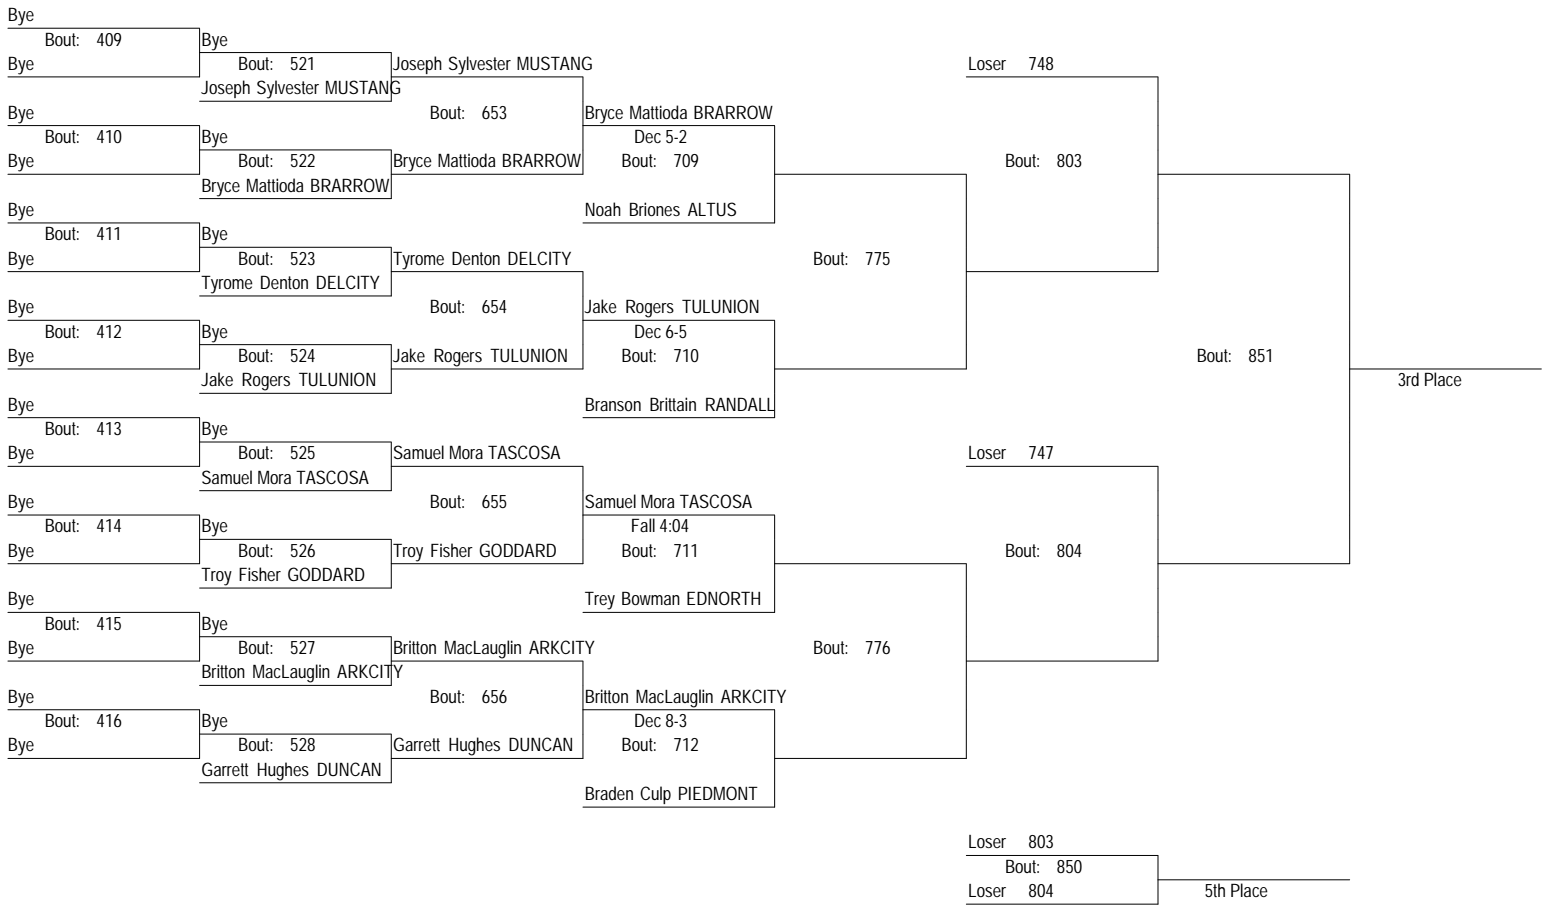 Bye
Bout: 409
Bye
Bye
Bout: 521
Joseph Sylvester MUSTANG
Joseph Sylvester MUSTANG
Loser 748
Bye
Bout: 410
Bye
Bye
Bout: 522
Bryce Mattioda BRARROW
Bout: 653
Bryce Mattioda BRARROW
Bryce Mattioda BRARROW
Dec 5-2
Bout: 709
Noah Briones ALTUS
Bout: 803
Bye
Bout: 411
Bye
Bye
Bout: 523
Tyrome Denton DELCITY
Tyrome Denton DELCITY
Bout: 775
Bye
Bout: 412
Bye
Bye
Bout: 524
Jake Rogers TULUNION
Bout: 654
Jake Rogers TULUNION
Jake Rogers TULUNION
Dec 6-5
Bout: 710
Branson Brittain RANDALL
Bout: 851
3rd Place
Bye
Bout: 413
Bye
Bye
Bout: 525
Samuel Mora TASCOSA
Samuel Mora TASCOSA
Loser 747
Bye
Bout: 414
Bye
Bye
Bout: 526
Troy Fisher GODDARD
Bout: 655
Troy Fisher GODDARD
Samuel Mora TASCOSA
Fall 4:04
Bout: 711
Trey Bowman EDNORTH
Bout: 804
Bye
Bout: 415
Bye
Bye
Bout: 527
Britton MacLauglin ARKCITY
Britton MacLauglin ARKCITY
Bout: 776
Bye
Bout: 416
Bye
Bye
Bout: 528
Garrett Hughes DUNCAN
Bout: 656
Garrett Hughes DUNCAN
Britton MacLauglin ARKCITY
Dec 8-3
Bout: 712
Braden Culp PIEDMONT
Loser 803
Bout: 850
Loser 804
5th Place